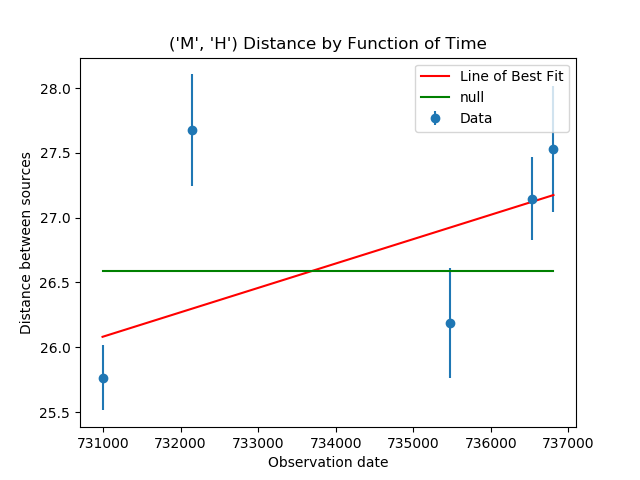 ('M', 'H') Distance by Function of Time
Line of Best Fit
null
Data
28.0
27.5
27.0
26.5
26.0
25.5
Distance between sources
731000 732000 733000 734000 735000 736000 737000
Observation date